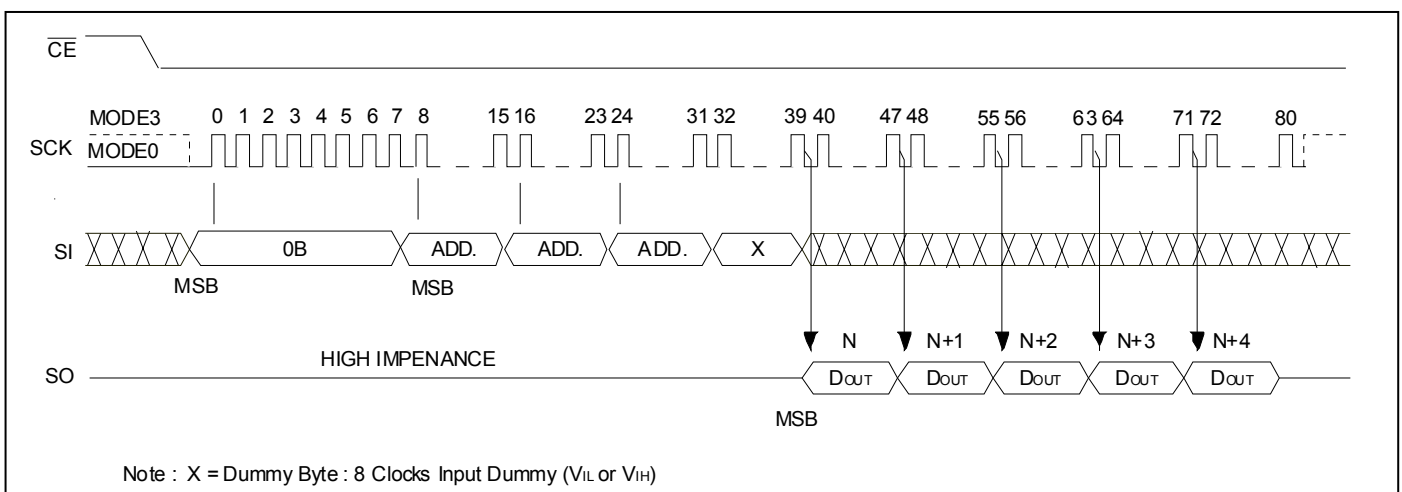 CE
MODE3 0 1 2 3 4 5 6 7 8 15 16 23 24 31 32 39 40 47 48 55 56 63 64 71 72 80
SCK MODE0
SI 0B ADD. ADD. ADD. X
MSB MSB
N N+1 N+2 N+3 N+4
HIGH IMPENANCE
SO DOUT DOUT DOUT DOUT DOUT
MSB
Note : X = Dummy Byte : 8 Clocks Input Dummy (VIL or VIH)